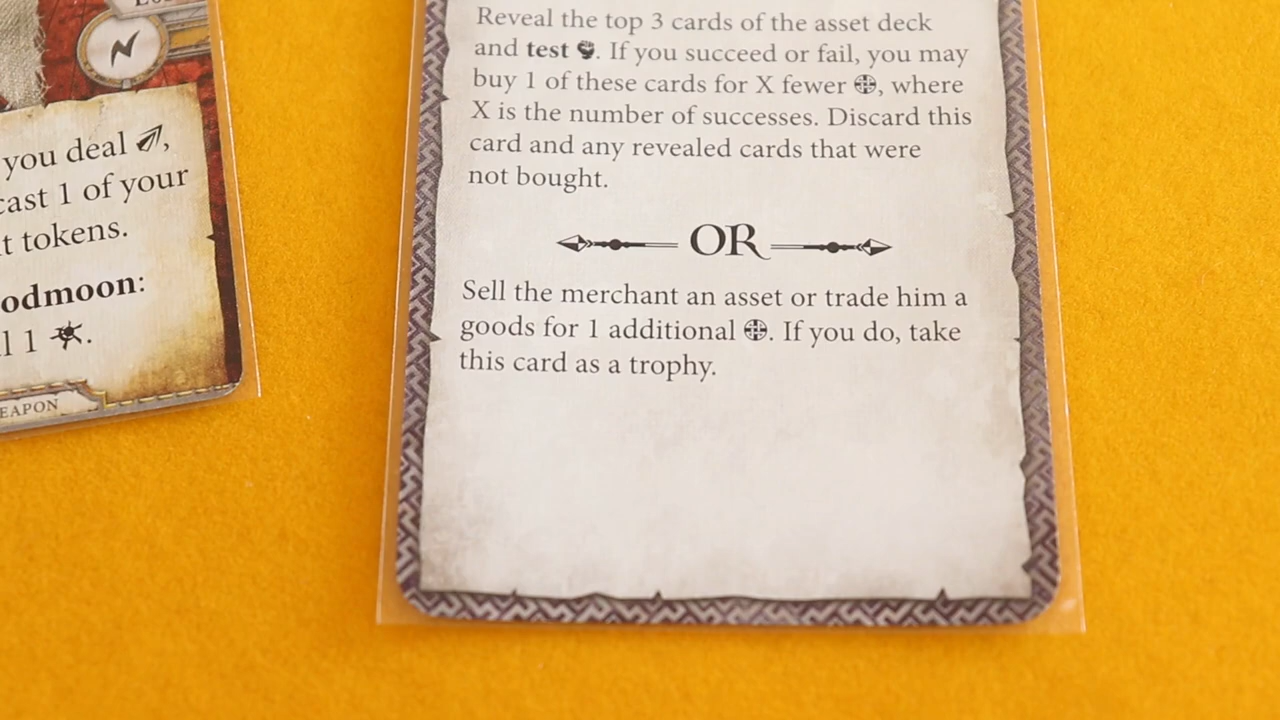 you deal
cast 1 of your
t tokens.
odmoon:
l 1
EAPON
Reveal the top 3 cards of the asset deck
and test . If you succeed or fail, you may
buy 1 of these cards for X fewer , where
X is the number of successes. Discard this
card and any revealed cards that were
not bought.
OR
Sell the merchant an asset or trade him a
goods for 1 additional . If you do, take
this card as a trophy.